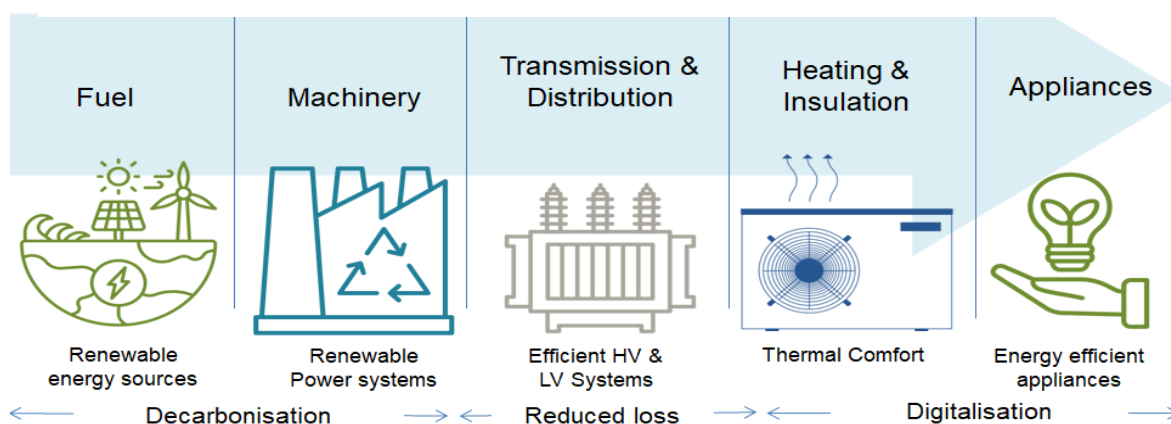 Fuel
Machinery
Transmission &
Distribution
Heating &
Insulation
Appliances
Renewable
energy sources
Renewable
Power systems
Efficient HV &
LV Systems
Thermal Comfort
Energy efficient
appliances
Decarbonisation
Reduced loss
Digitalisation